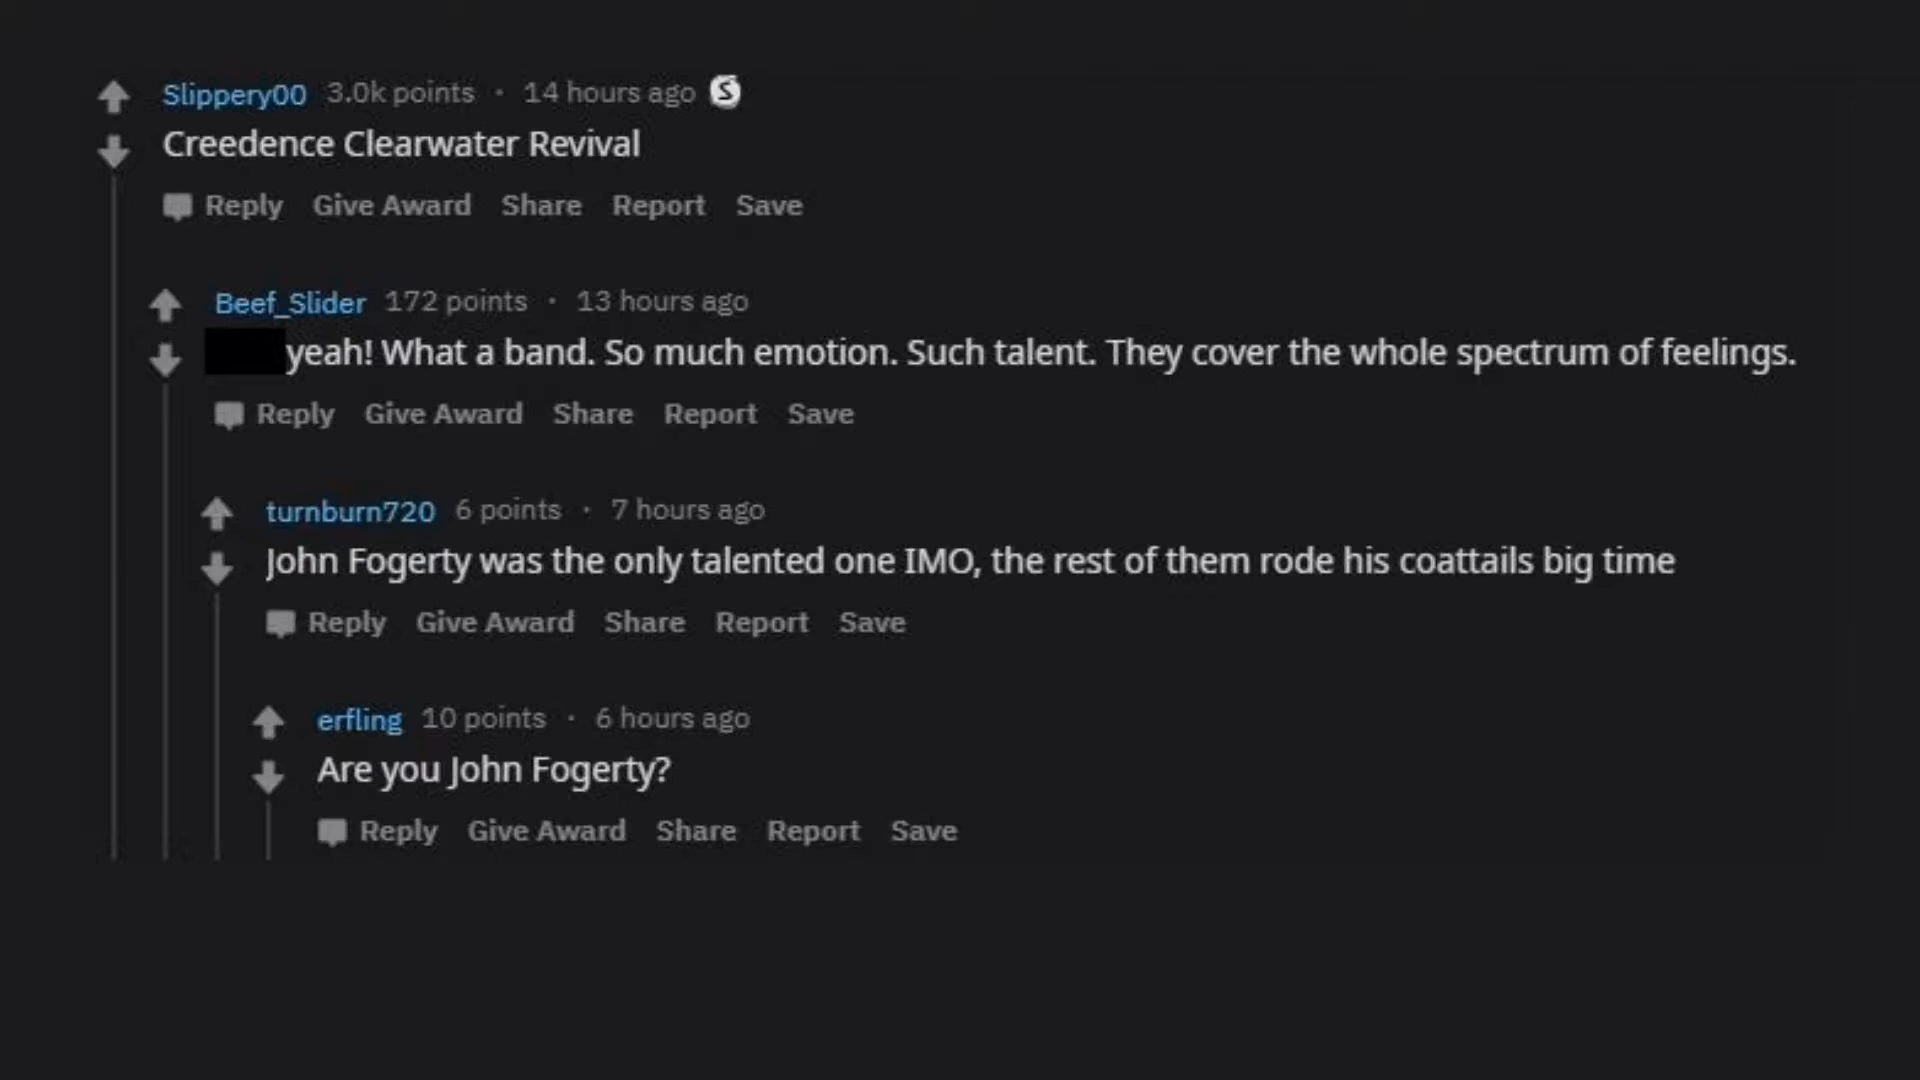 Slippery00 3.0k points · 14 hours ago S
Creedence Clearwater Revival
Reply Give Award Share Report Save
Beef_Slider 172 points · 13 hours ago
yeah! What a band. So much emotion. Such talent. They cover the whole spectrum of feelings.
Reply Give Award Share Report Save
turnburn720 6 points · 7 hours ago
John Fogerty was the only talented one IMO, the rest of them rode his coattails big time
Reply Give Award Share Report Save
erfling 10 points · 6 hours ago
Are you John Fogerty?
Reply Give Award Share Report Save